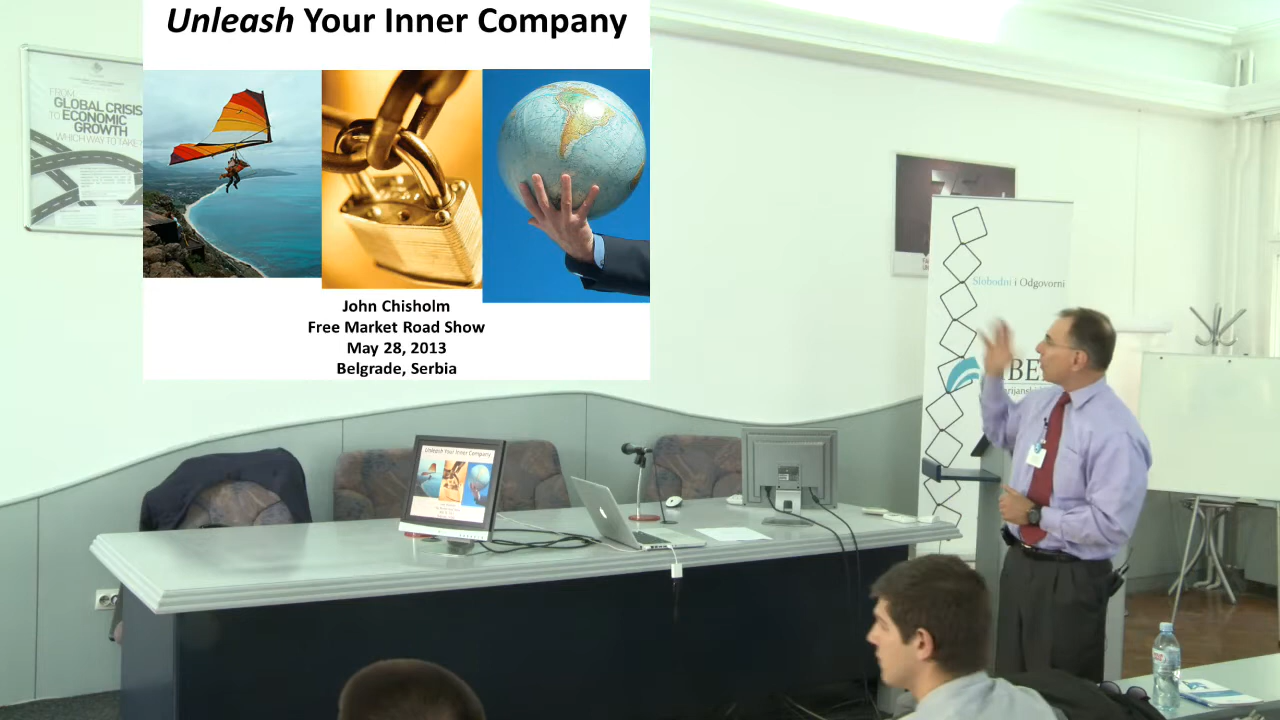 Unleash Your Inner Company
John Chisholm
Free Market Road Show
May 28, 2013
Belgrade, Serbia
FROM
GLOBAL CRISIS
TO ECONOMIC
GROWTH
WHICH WAY TO TAKE
Slobodni i Odgovorni
Unleash Your Inner Company